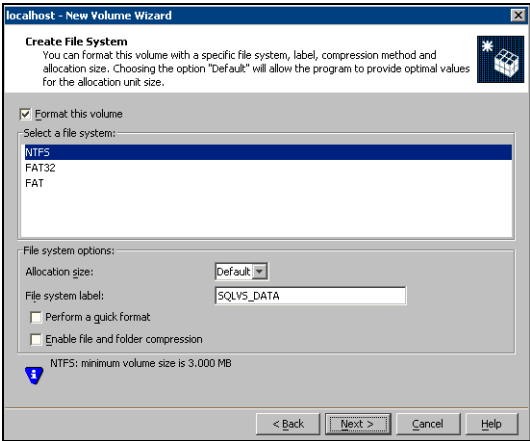 localhost - New Volume Wizard
Create File System
You can format this volume with a specific file system, label, compression method and
allocation size. Choosing the option "Default" will allow the program to provide optimal values
for the allocation unit size.
Format this volume
Select a file system:
NTFS
FAT32
FAT
File system options:
Allocation size:
Default
File system label:
SQLVS_DATA
Perform a quick format
Enable file and folder compression
NTFS: minimum volume size is 3.000 MB
< Back
Next >
Cancel
Help